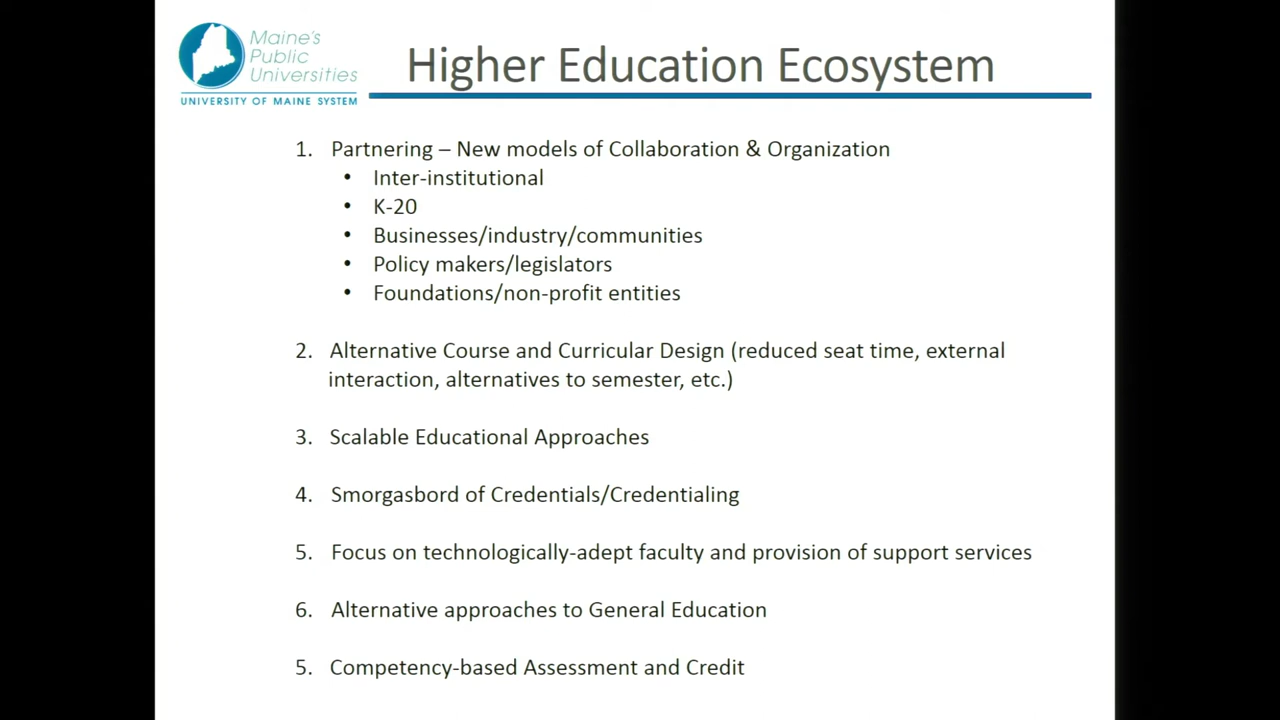 Maine's
Public
Universities
UNIVERSITY OF MAINE SYSTEM
Higher Education Ecosystem
1. Partnering – New models of Collaboration & Organization
• Inter-institutional
• K-20
• Businesses/industry/communities
• Policy makers/legislators
• Foundations/non-profit entities
2. Alternative Course and Curricular Design (reduced seat time, external
interaction, alternatives to semester, etc.)
3. Scalable Educational Approaches
4. Smorgasbord of Credentials/Credentialing
5. Focus on technologically-adept faculty and provision of support services
6. Alternative approaches to General Education
5. Competency-based Assessment and Credit